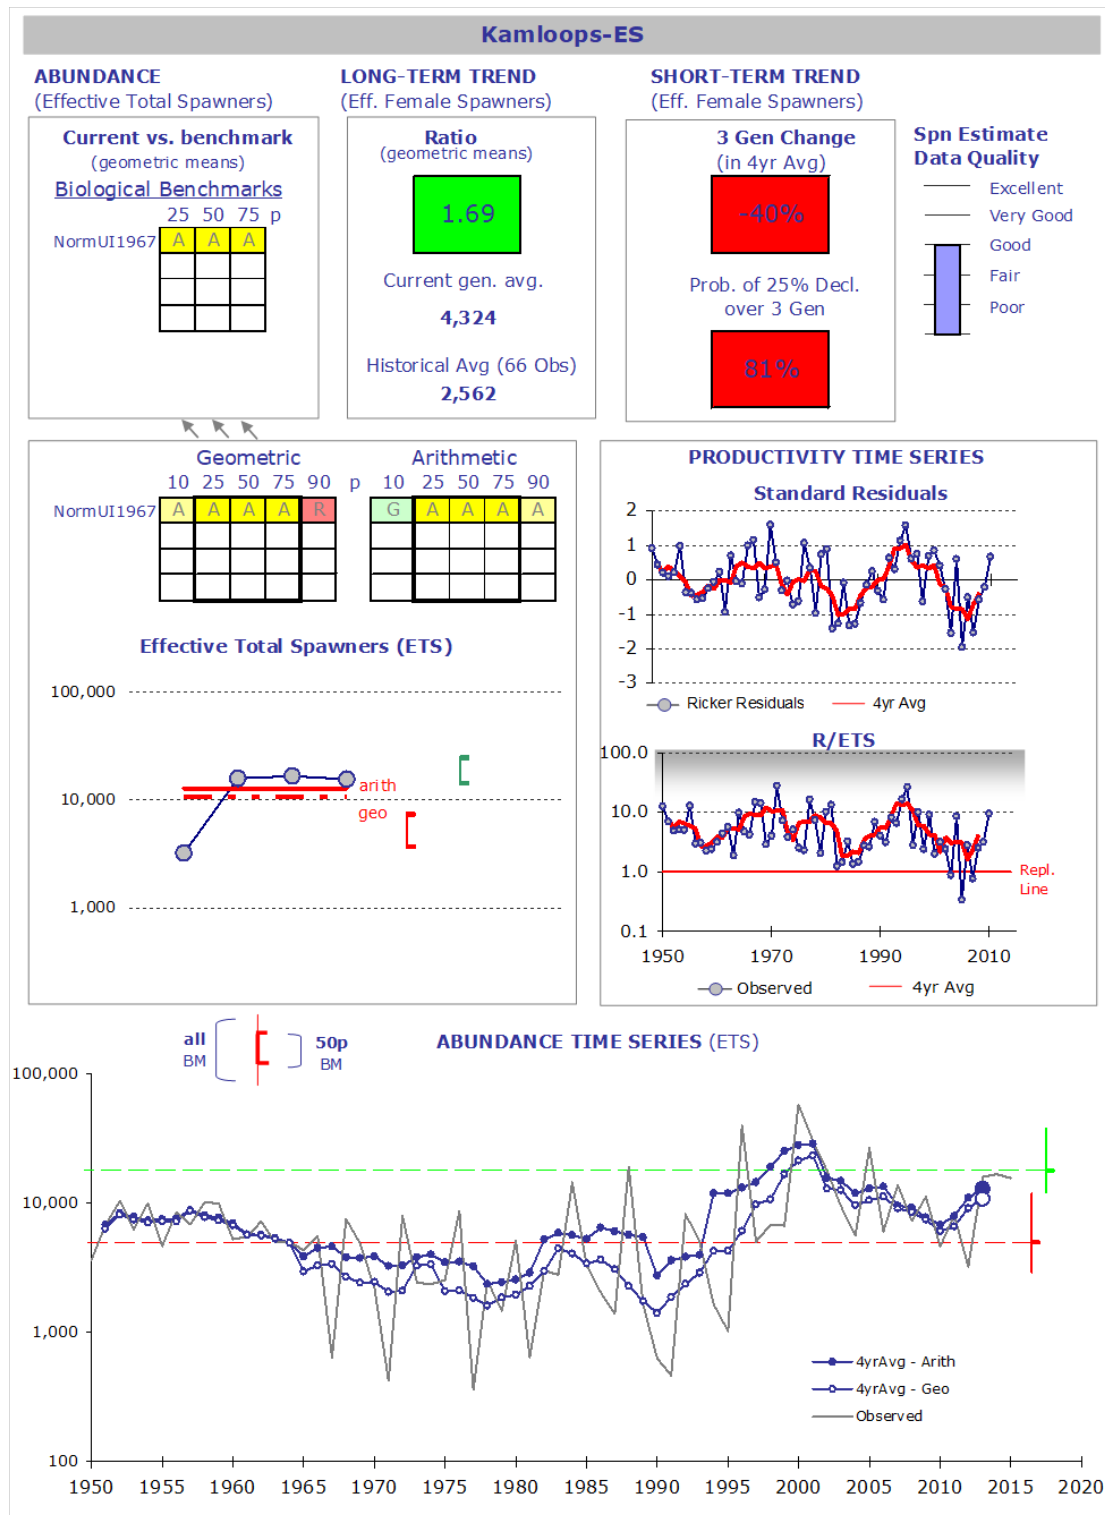 Kamloops-ES
ABUNDANCE
(Effective Total Spawners)
LONG-TERM TREND
(Eff. Female Spawners)
SHORT-TERM TREND
(Eff. Female Spawners)
Current vs. benchmark
(geometric means)
Biological Benchmarks
25 50 75 p
NormUI1967 A A A
Ratio
(geometric means)
1.69
Current gen. avg.
4,324
Historical Avg (66 Obs)
2,562
3 Gen Change
(in 4yr Avg)
-40%
Prob. of 25% Decl.
over 3 Gen
81%
Spn Estimate
Data Quality
Excellent
Very Good
Good
Fair
Poor
Geometric Arithmetic
10 25 50 75 90 p 10 25 50 75 90
NormUI1967 A A A A R G A A A A
Effective Total Spawners (ETS)
100,000
10,000
1,000
arith
geo
PRODUCTIVITY TIME SERIES
Standard Residuals
2
1
0
-1
-2
-3
Ricker Residuals 4yr Avg
R/ETS
100.0
10.0
1.0
0.1
Repl.
Line
1950 1970 1990 2010
Observed 4yr Avg
all
BM
50p
BM
ABUNDANCE TIME SERIES (ETS)
100,000
10,000
1,000
100
4yrAvg - Arith
4yrAvg - Geo
Observed
1950 1955 1960 1965 1970 1975 1980 1985 1990 1995 2000 2005 2010 2015 2020